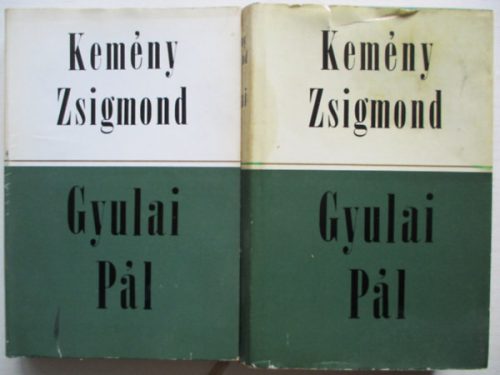 Kemény
Zsigmond
Gyulai
Pál
Kemény
Zsigmond
Gyulai
Pál